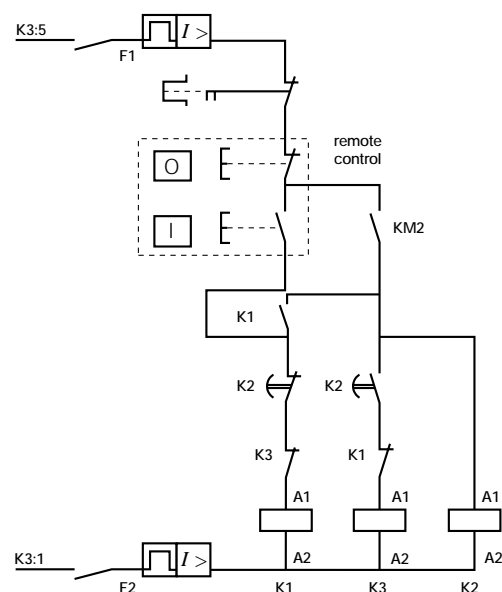 K3:5
F1
I >
O
remote
control
I
KM2
K1
K2
K2
K3
K1
A1
A1
A1
K3:1
F2
I >
A2
A2
A2
K1
K3
K2